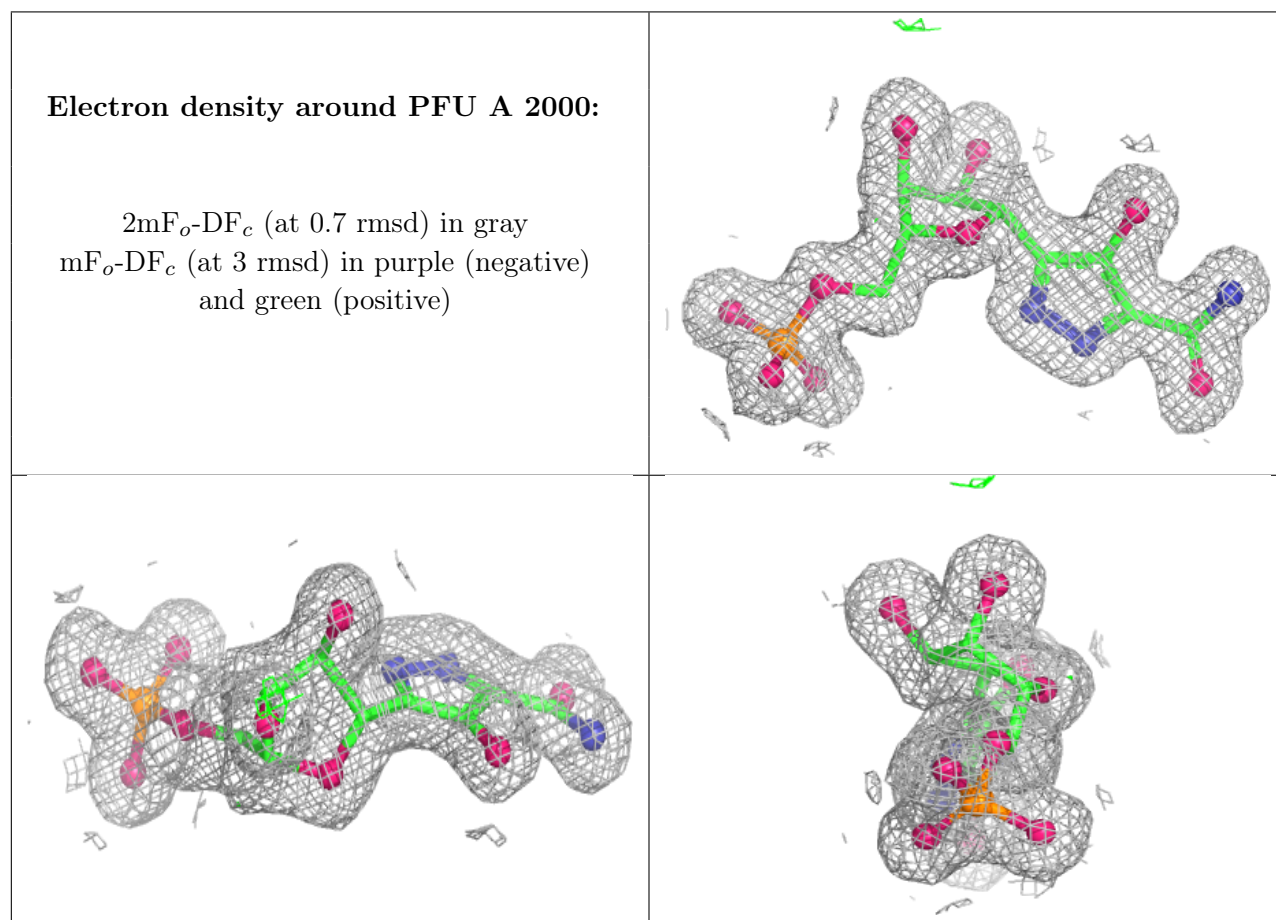 Electron density around PFU A 2000:
2mFₒ-DF𝒸 (at 0.7 rmsd) in gray
mFₒ-DF𝒸 (at 3 rmsd) in purple (negative)
and green (positive)